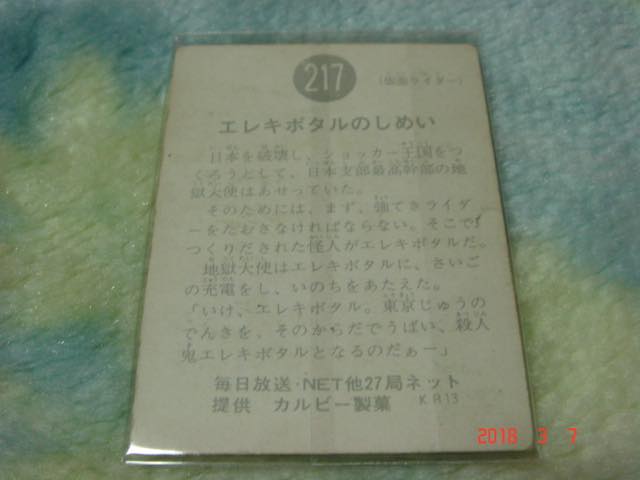 217
(仮面ライダー)
エレキボタルのしめい
日本を破壊し、ショッカー王国をつ
くろうとして、日本支部最高幹部の地
獄大使はあせっていた。
そのためには、まず、強てきライダ
ーをたおさなければならない。そこで
つくりだされた怪人がエレキボタルだ。
地獄大使はエレキボタルに、さいご
の充電をし、いのちをあたえた。
「いけ、エレキボタル。東京じゅうの
でんきを、そのからだでうばい、殺人
鬼エレキボタルとなるのだぁー」
毎日放送・NET他27局ネット
提供 カルビー製菓 KR13
2018 3 7